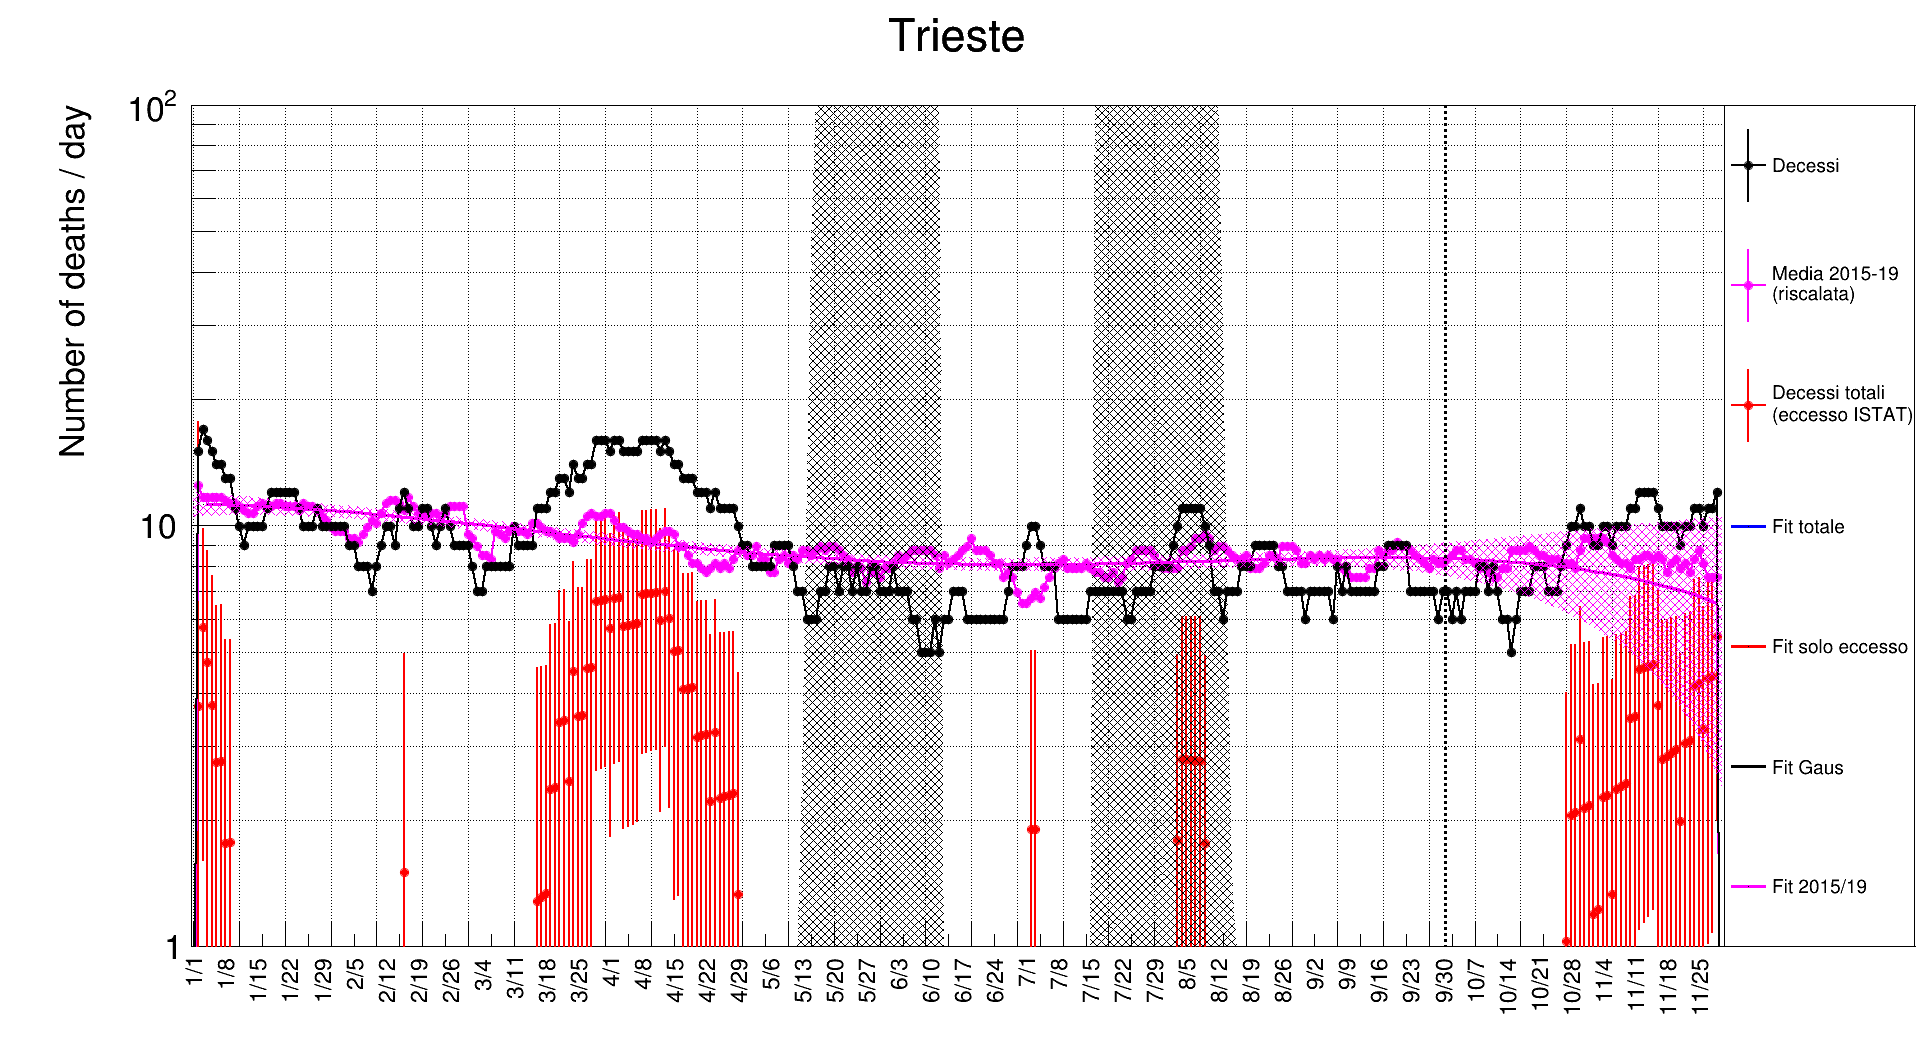 Trieste
Number of deaths / day
10²
10
1
1/1 1/8 1/15 1/22 1/29 2/5 2/12 2/19 2/26 3/4 3/11 3/18 3/25 4/1 4/8 4/15 4/22 4/29 5/6 5/13 5/20 5/27 6/3 6/10 6/17 6/24 7/1 7/8 7/15 7/22 7/29 8/5 8/12 8/19 8/26 9/2 9/9 9/16 9/23 9/30 10/7 10/14 10/21 10/28 11/4 11/11 11/18 11/25
Decessi
Media 2015-19
(riscalata)
Decessi totali
(eccesso ISTAT)
Fit totale
Fit solo eccesso
Fit Gaus
Fit 2015/19